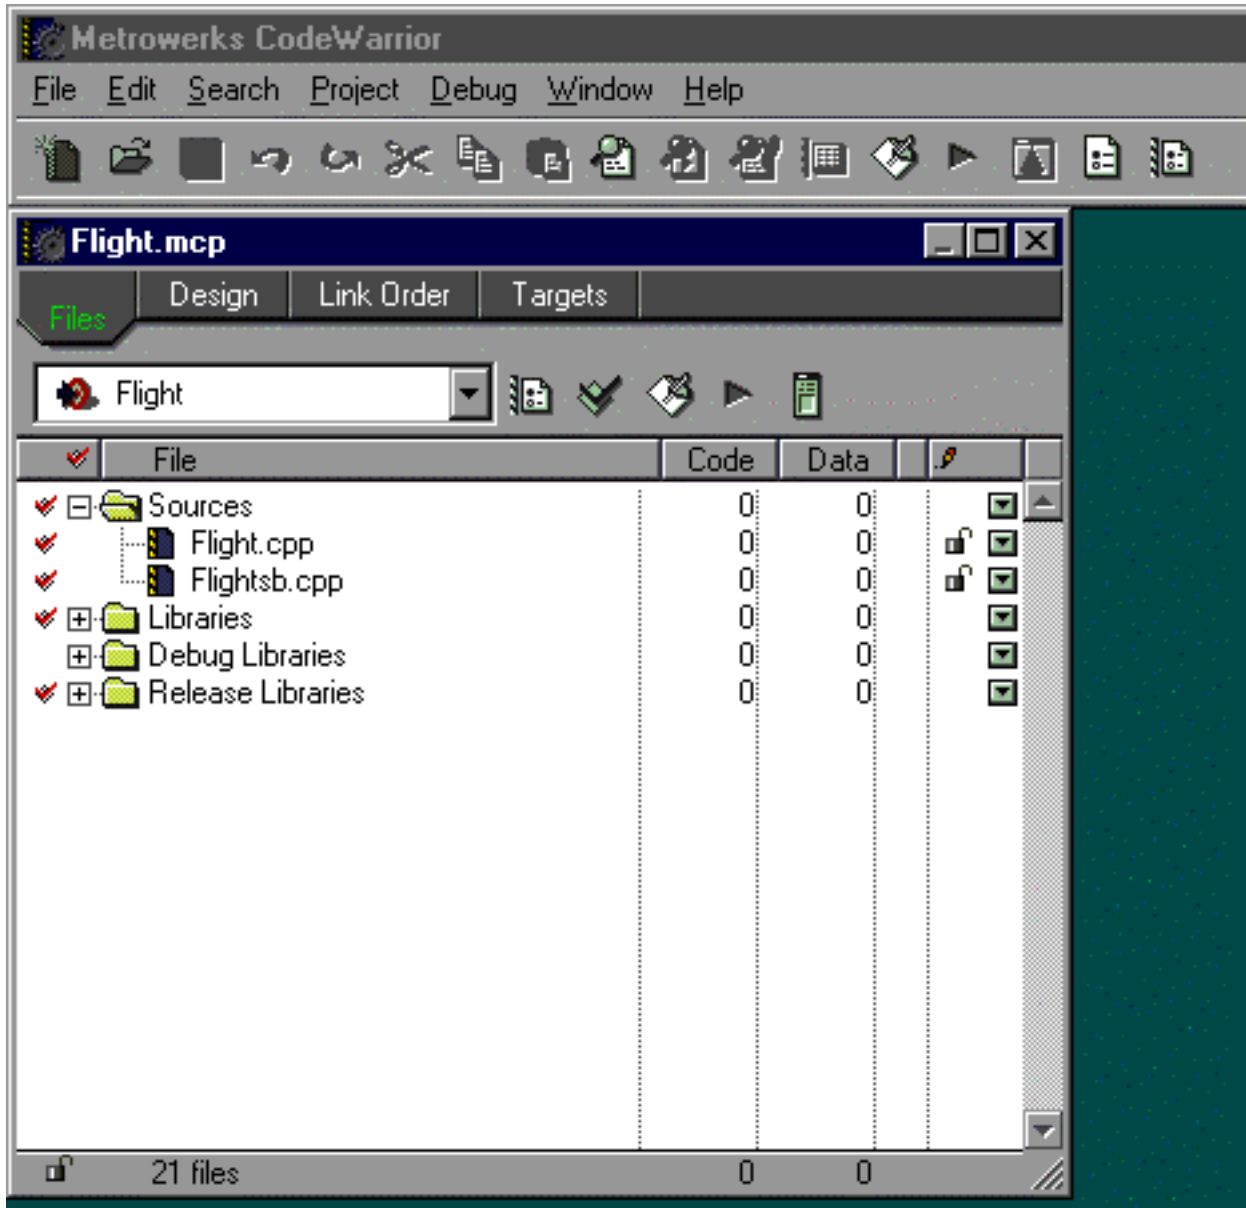 Metrowerks CodeWarrior
File Edit Search Project Debug Window Help
Flight.mcp
Files Design Link Order Targets
Flight
File Code Data
Sources 0 0
Flight.cpp 0 0
Flightsb.cpp 0 0
Libraries 0 0
Debug Libraries 0 0
Release Libraries 0 0
21 files 0 0